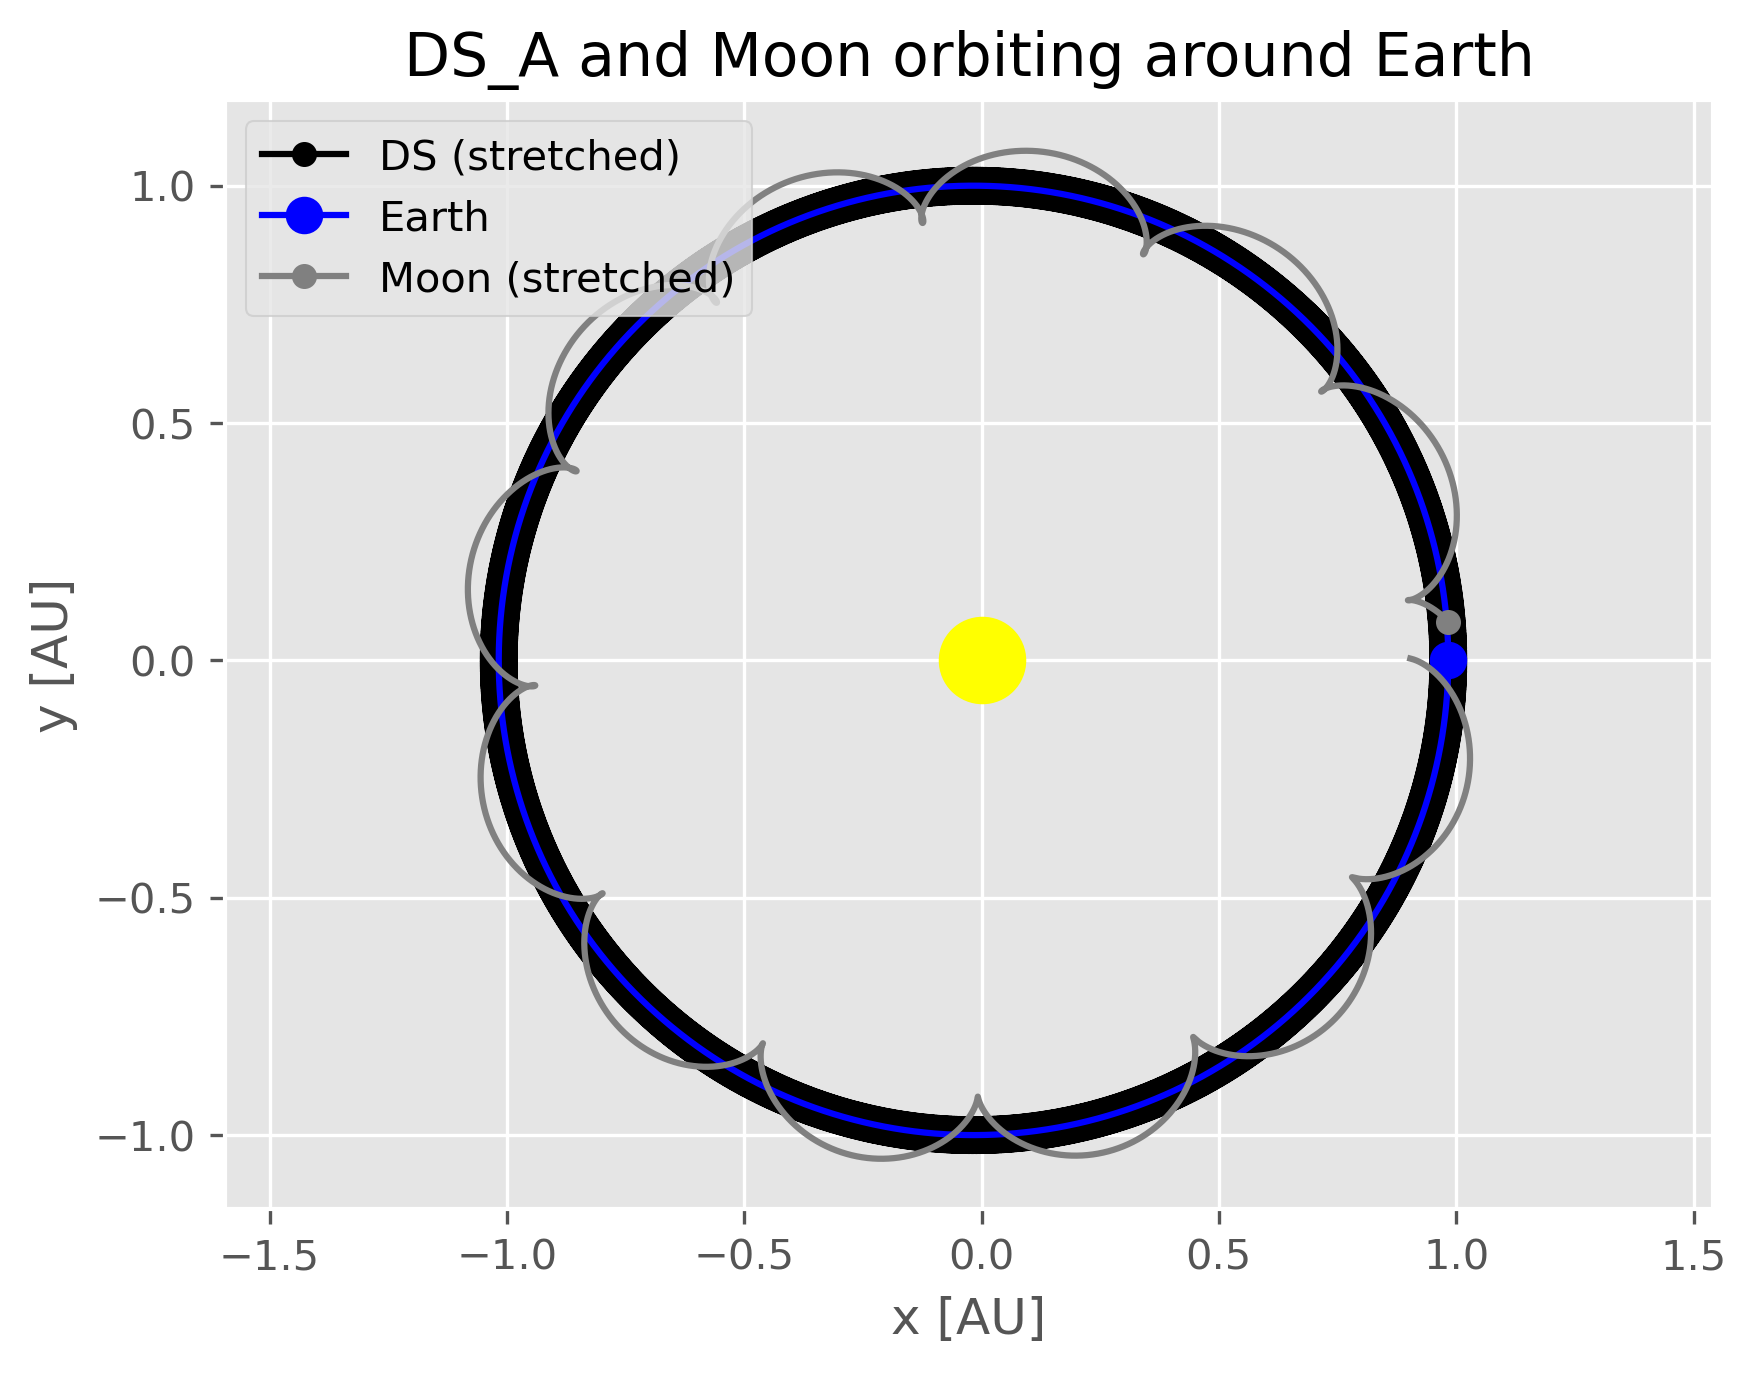 DS_A and Moon orbiting around Earth
DS (stretched)
Earth
Moon (stretched)
1.0
0.5
0.0
−0.5
−1.0
y [AU]
−1.5
−1.0
−0.5
0.0
0.5
1.0
1.5
x [AU]